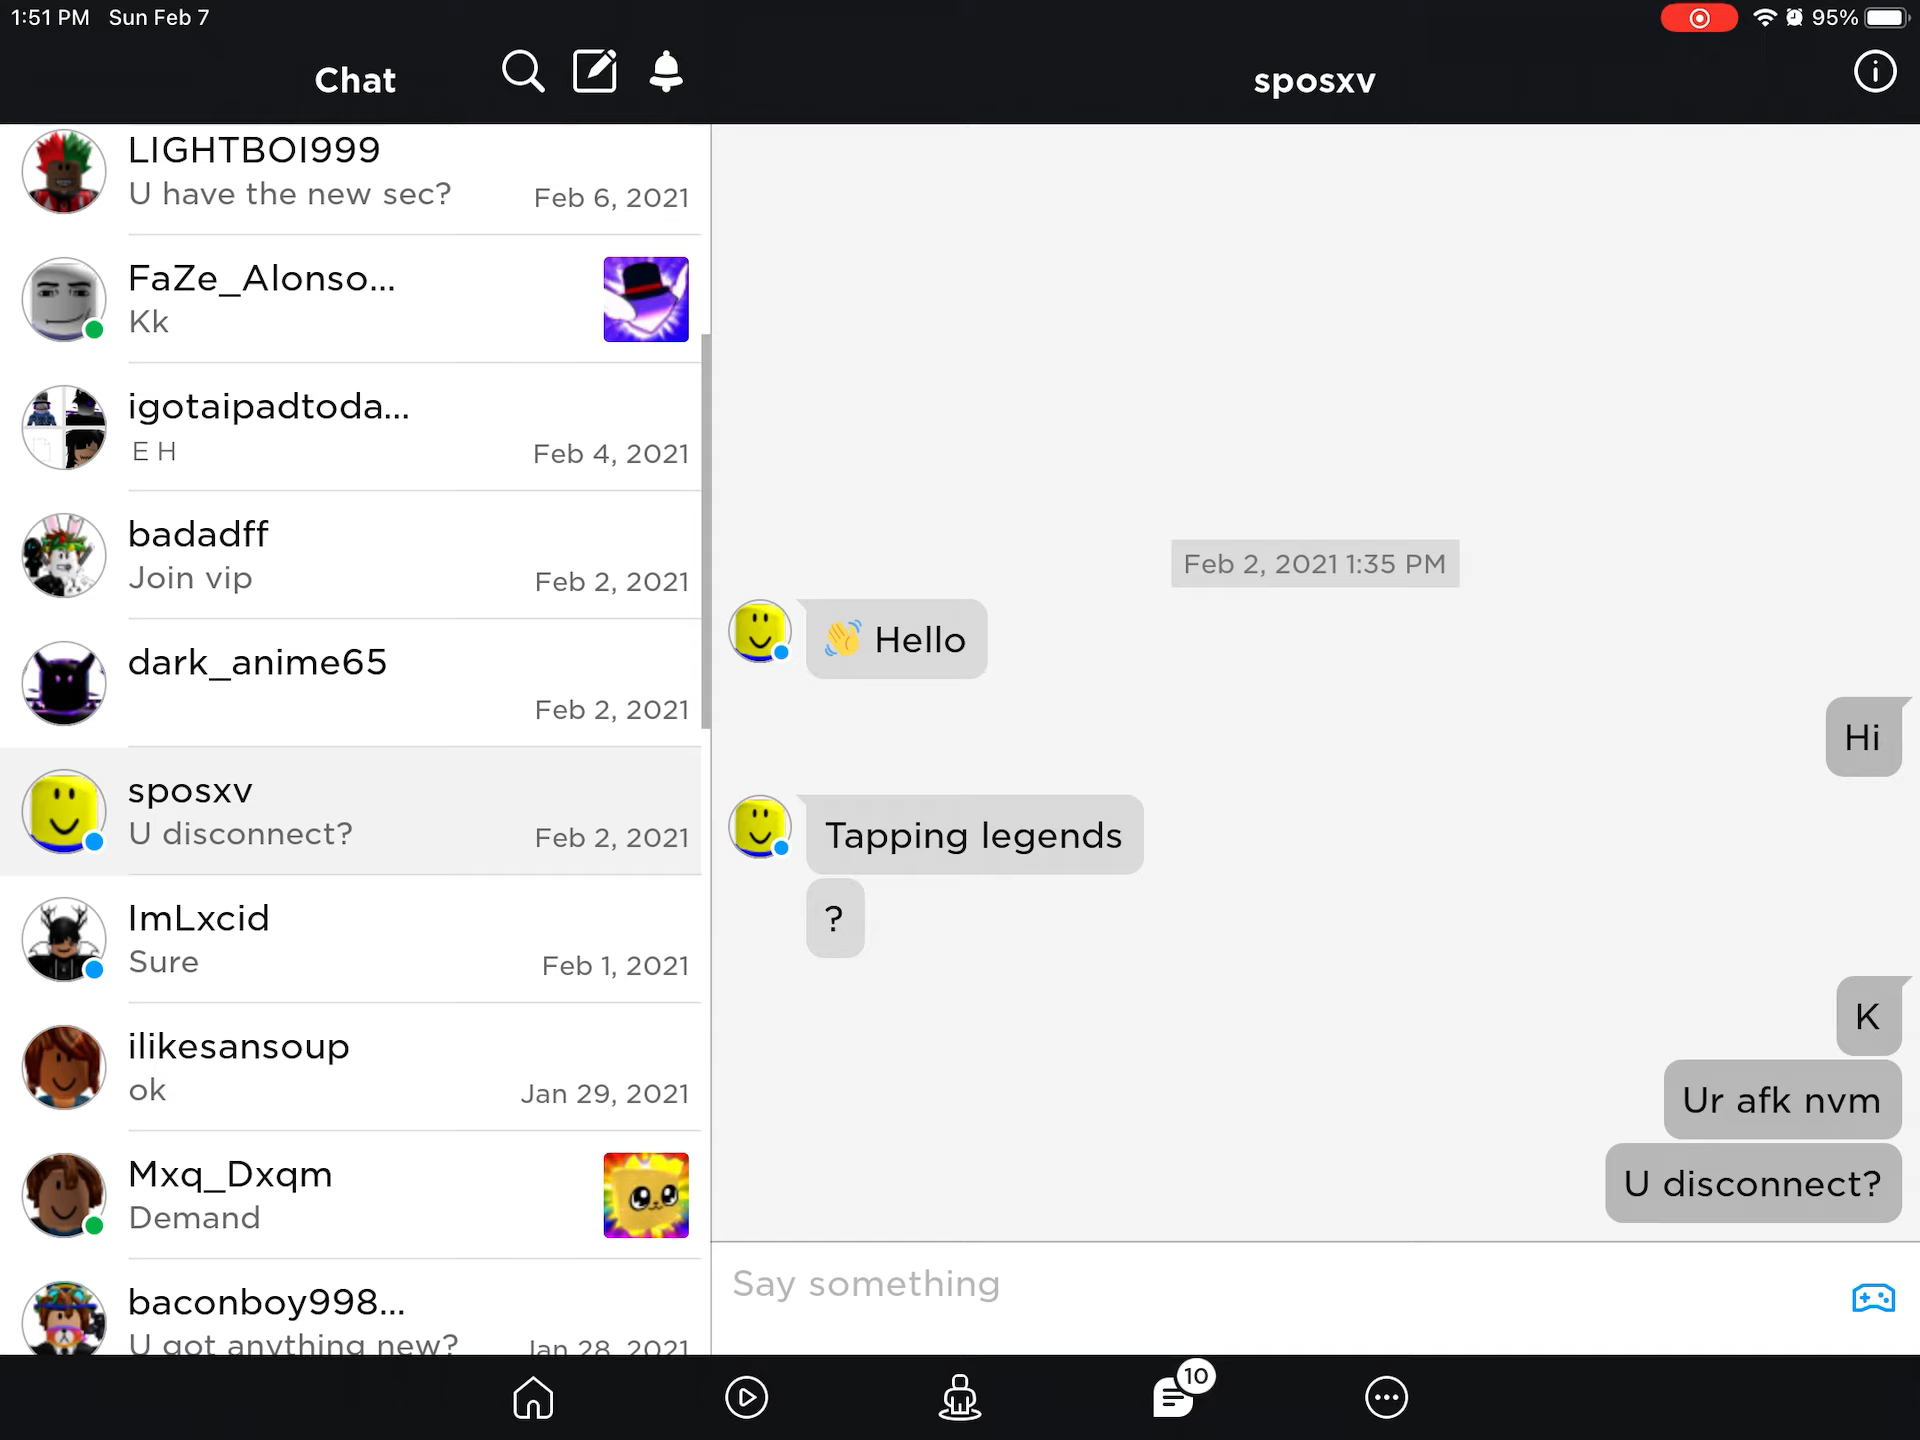 1:51 PM Sun Feb 7
95%
Chat
sposxv
LIGHTBOI999
U have the new sec?
Feb 6, 2021
FaZe_Alonso...
Kk
igotaipadtoda...
E H
Feb 4, 2021
badadff
Join vip
Feb 2, 2021
dark_anime65
Feb 2, 2021
sposxv
U disconnect?
Feb 2, 2021
ImLxcid
Sure
Feb 1, 2021
ilikesansoup
ok
Jan 29, 2021
Mxq_Dxqm
Demand
baconboy998...
U got anything new?
Jan 28, 2021
Feb 2, 2021 1:35 PM
👋 Hello
Hi
Tapping legends
?
K
Ur afk nvm
U disconnect?
Say something
10